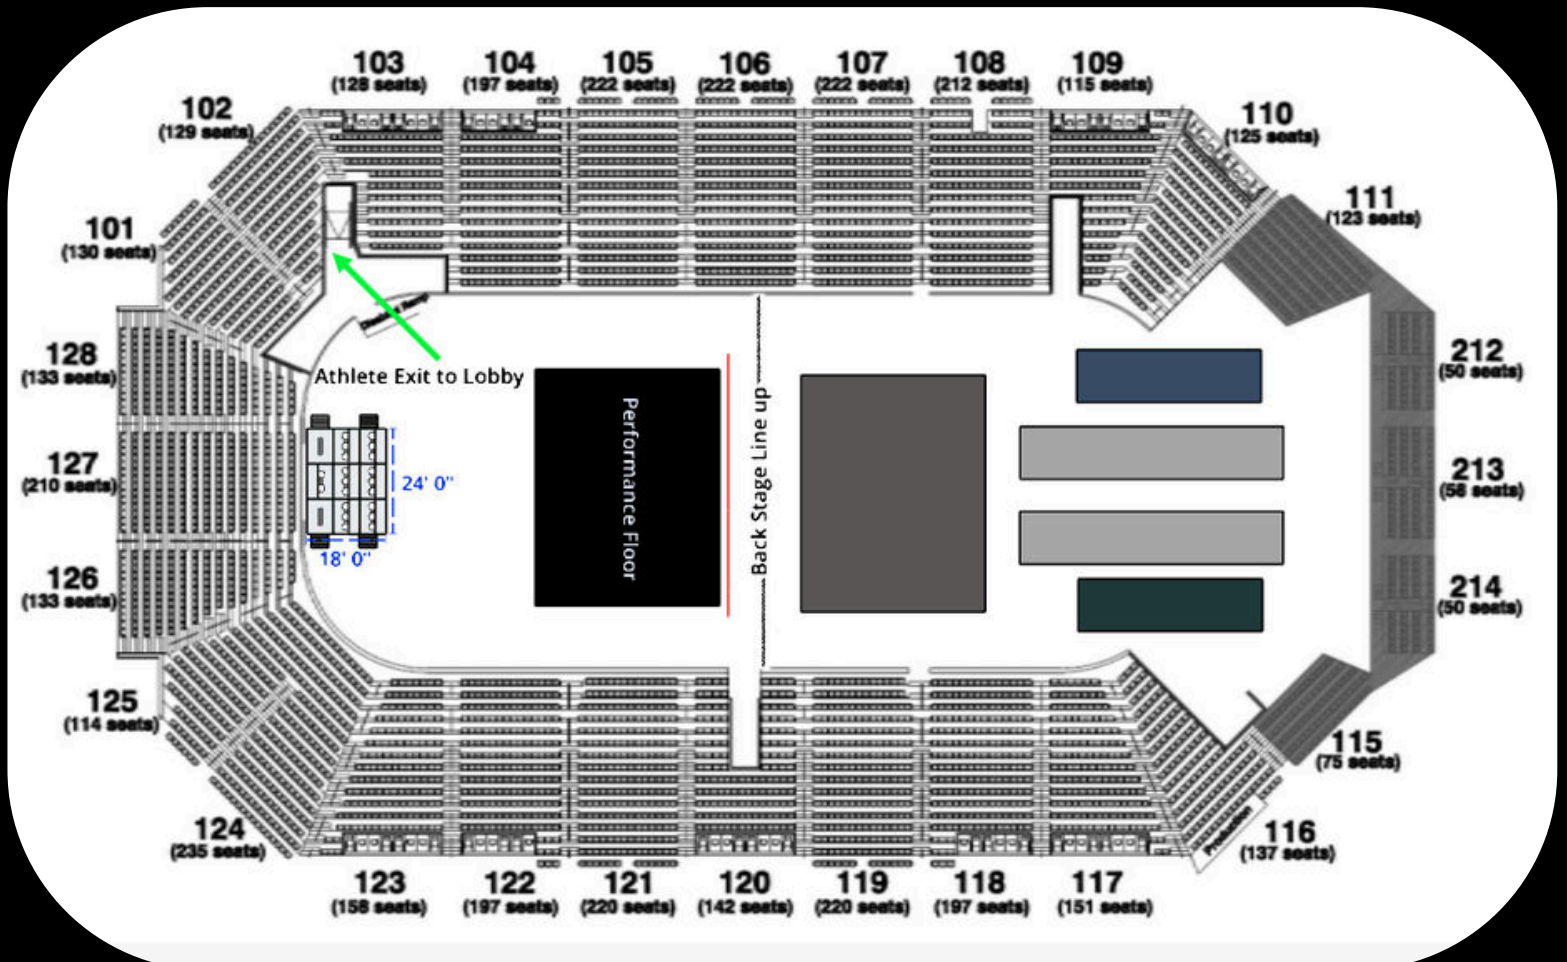 103
(128 seats)
104
(197 seats)
105
(222 seats)
106
(222 seats)
107
(222 seats)
108
(212 seats)
109
(115 seats)
102
(129 seats)
110
(125 seats)
111
(123 seats)
101
(130 seats)
128
(133 seats)
Athlete Exit to Lobby
212
(50 seats)
Performance Floor
Back Stage Line up
127
(210 seats)
24' 0"
213
(58 seats)
18' 0"
126
(133 seats)
214
(50 seats)
125
(114 seats)
115
(75 seats)
124
(235 seats)
Production
116
(137 seats)
123
(158 seats)
122
(197 seats)
121
(220 seats)
120
(142 seats)
119
(220 seats)
118
(197 seats)
117
(151 seats)